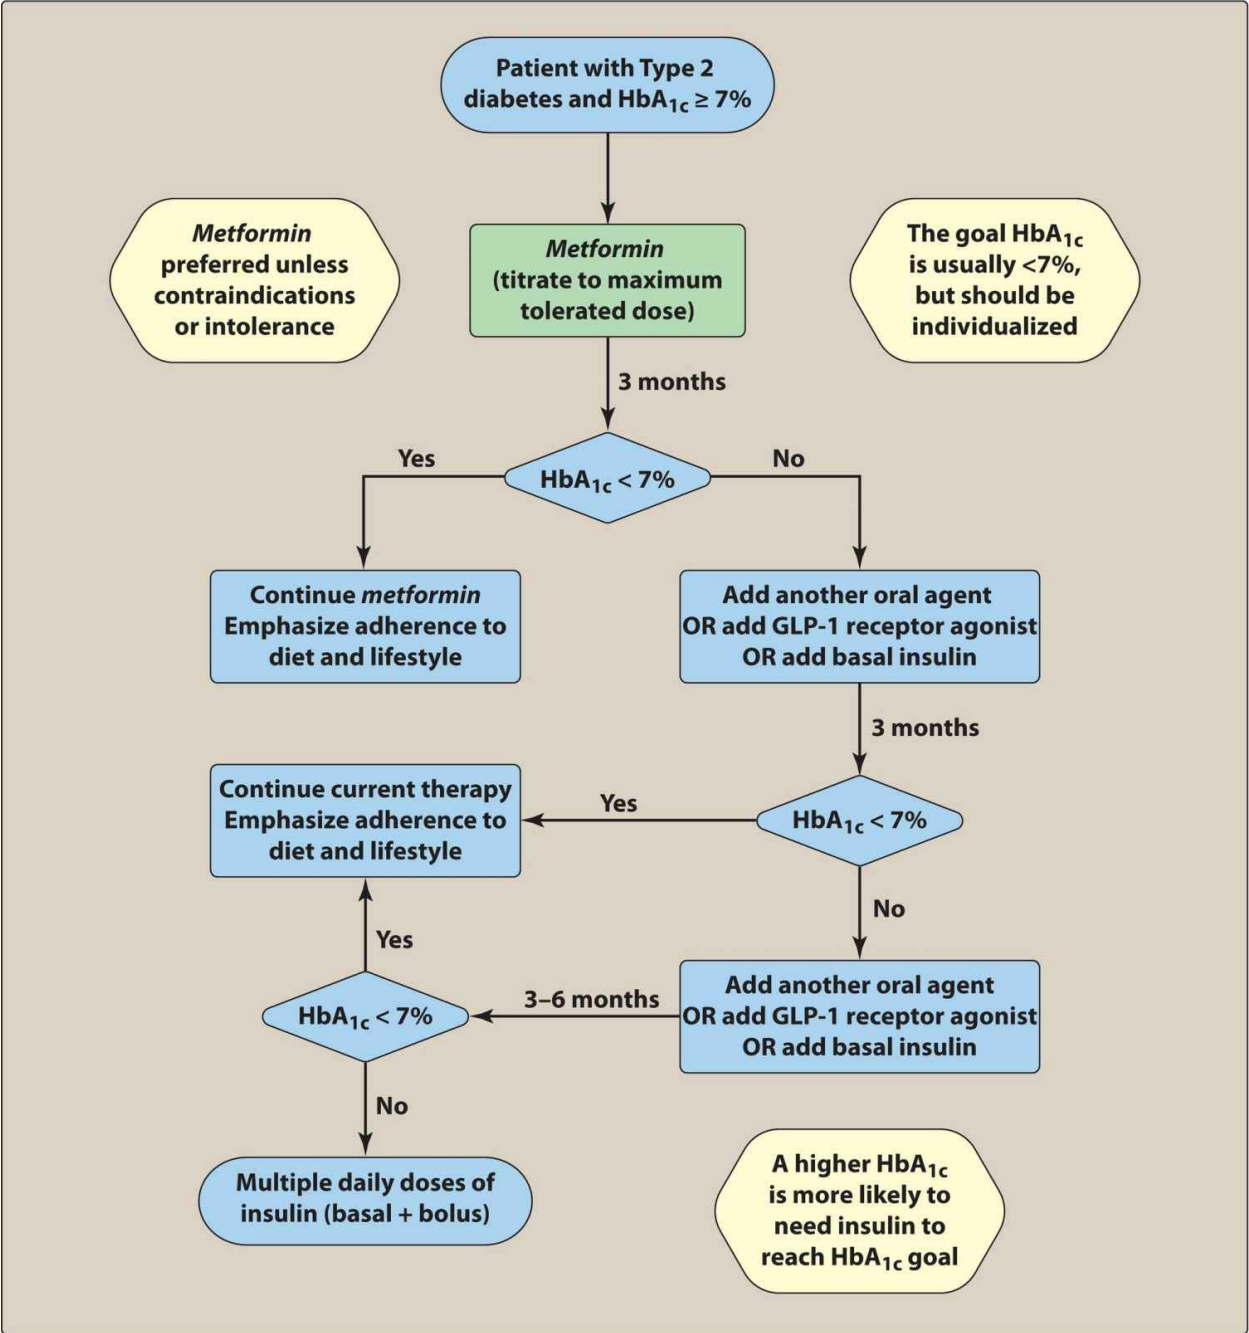 Patient with Type 2
diabetes and HbA1c ≥ 7%
Metformin
preferred unless
contraindications
or intolerance
Metformin
(titrate to maximum
tolerated dose)
The goal HbA1c
is usually <7%,
but should be
individualized
3 months
Yes
HbA1c < 7%
No
Continue metformin
Emphasize adherence to
diet and lifestyle
Add another oral agent
OR add GLP-1 receptor agonist
OR add basal insulin
3 months
Continue current therapy
Emphasize adherence to
diet and lifestyle
Yes
HbA1c < 7%
No
Yes
HbA1c < 7%
3–6 months
Add another oral agent
OR add GLP-1 receptor agonist
OR add basal insulin
No
Multiple daily doses of
insulin (basal + bolus)
A higher HbA1c
is more likely to
need insulin to
reach HbA1c goal